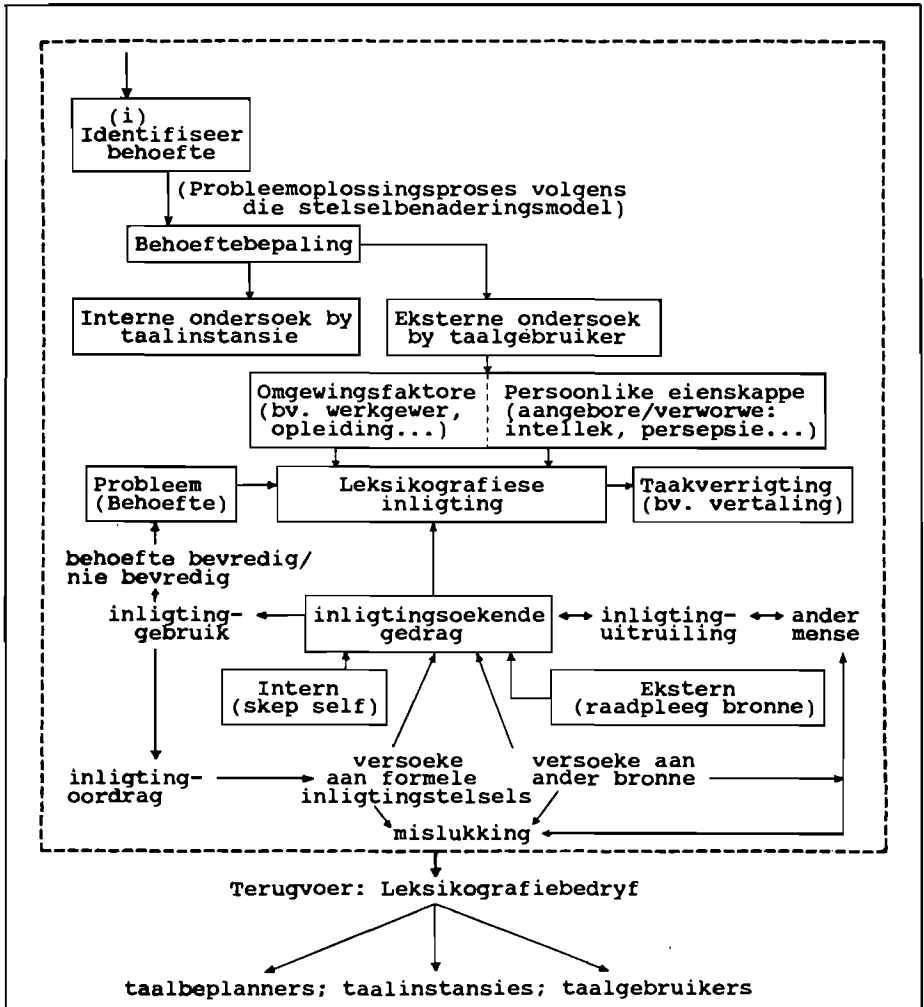 (i)
Identifiseer
behoefte
(Probleemoplossingsproses volgens
die stelselbenaderingsmodel)
Behoeftebepaling
Interne ondersoek by
taalinstansie
Eksterne ondersoek
by taalgebruiker
Omgewingsfaktore
(bv. werkgewer,
opleiding...)
Persoonlike eienskappe
(aangebore/verworwe:
intellek, persepsie...)
Probleem
(Behoefte)
Leksikografiese
inligting
Taakverrigting
(bv. vertaling)
behoefte bevredig/
nie bevredig
inligting-
gebruik
inligtingsoekende
gedrag
inligting-
uitruiling
ander
mense
Intern
(skep self)
Ekstern
(raadpleeg bronne)
inligting-
oordrag
versoeke
aan formele
inligtingstelsels
versoeke aan
ander bronne
mislukking
Terugvoer: Leksikografiebedryf
taalbeplanners; taalinstansies; taalgebruikers